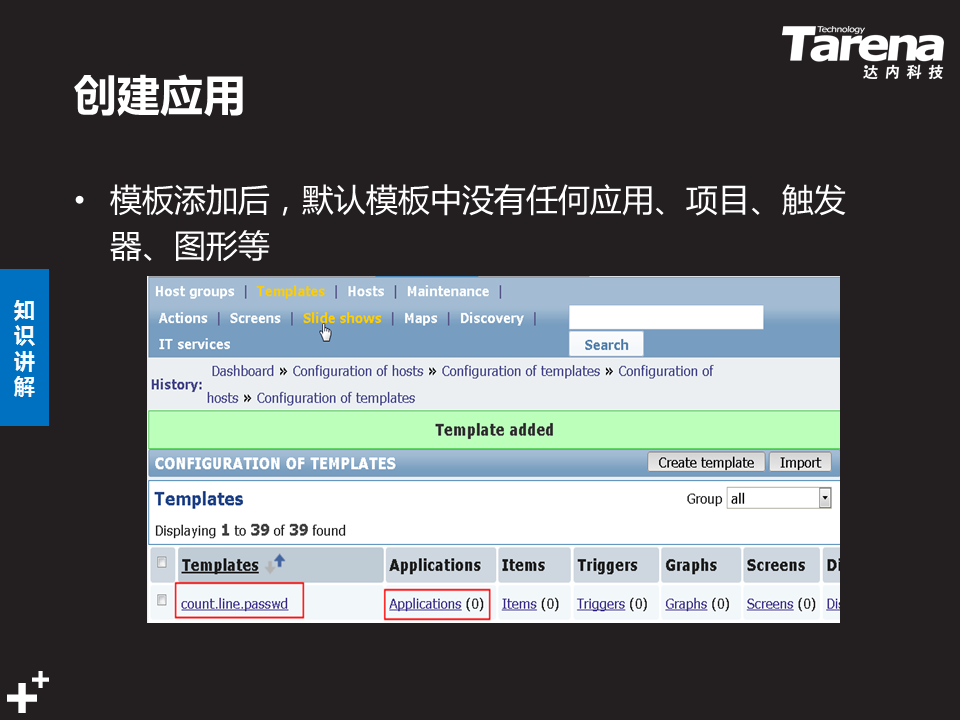 Technology
Tarena
达内科技
创建应用
• 模板添加后，默认模板中没有任何应用、项目、触发
器、图形等
知识讲解
Host groups | Templates | Hosts | Maintenance |
Actions | Screens | Slide shows | Maps | Discovery |
IT services
Search
History: Dashboard » Configuration of hosts » Configuration of templates » Configuration of
hosts » Configuration of templates
Template added
CONFIGURATION OF TEMPLATES Create template Import
Templates Group all
Displaying 1 to 39 of 39 found
Templates Applications Items Triggers Graphs Screens Di
count.line.passwd Applications (0) Items (0) Triggers (0) Graphs (0) Screens (0) Dis